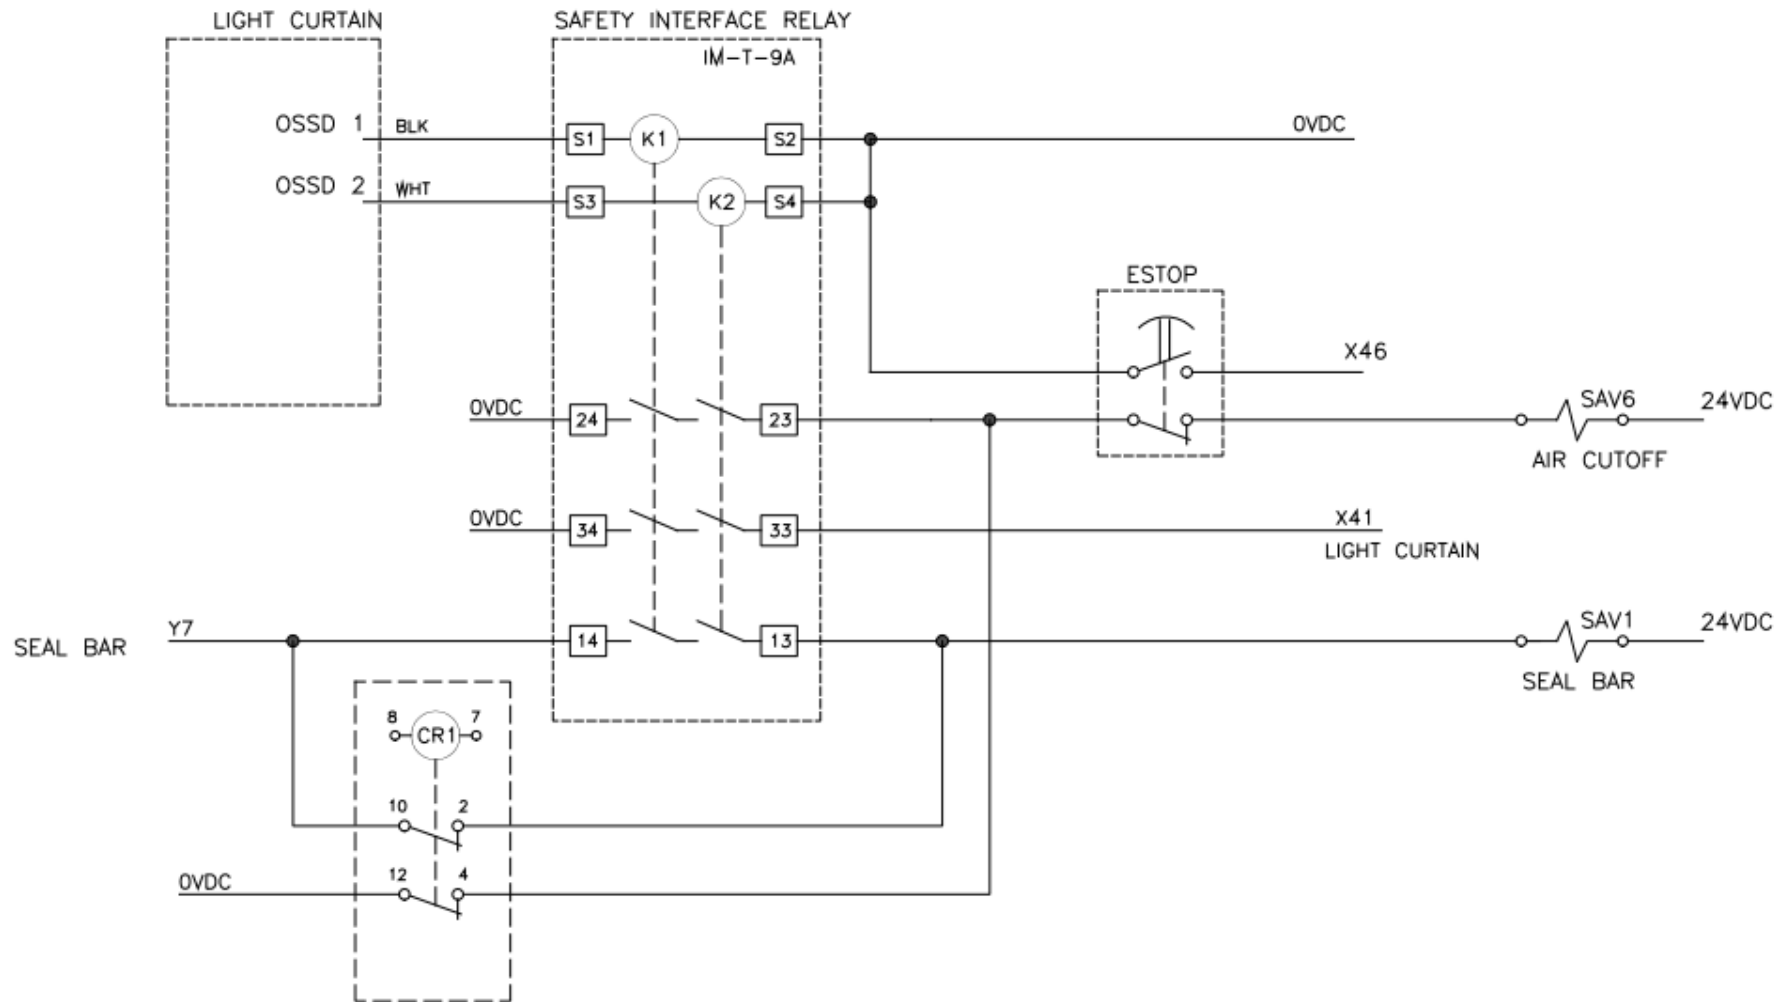 LIGHT CURTAIN
SAFETY INTERFACE RELAY
IM-T-9A
OSSD 1 BLK S1 K1 S2 0VDC
OSSD 2 WHT S3 K2 S4
ESTOP
X46
0VDC 24 23 SAV6 24VDC
AIR CUTOFF
0VDC 34 33 X41
LIGHT CURTAIN
SEAL BAR Y7 14 13 SAV1 24VDC
SEAL BAR
8 CR1 7
10 2
0VDC 12 4